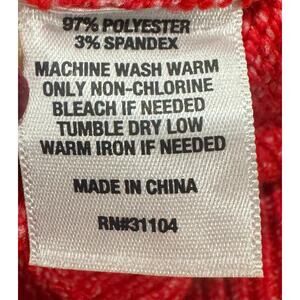 97% POLYESTER
3% SPANDEX
MACHINE WASH WARM
ONLY NON-CHLORINE
BLEACH IF NEEDED
TUMBLE DRY LOW
WARM IRON IF NEEDED
MADE IN CHINA
RN#31104